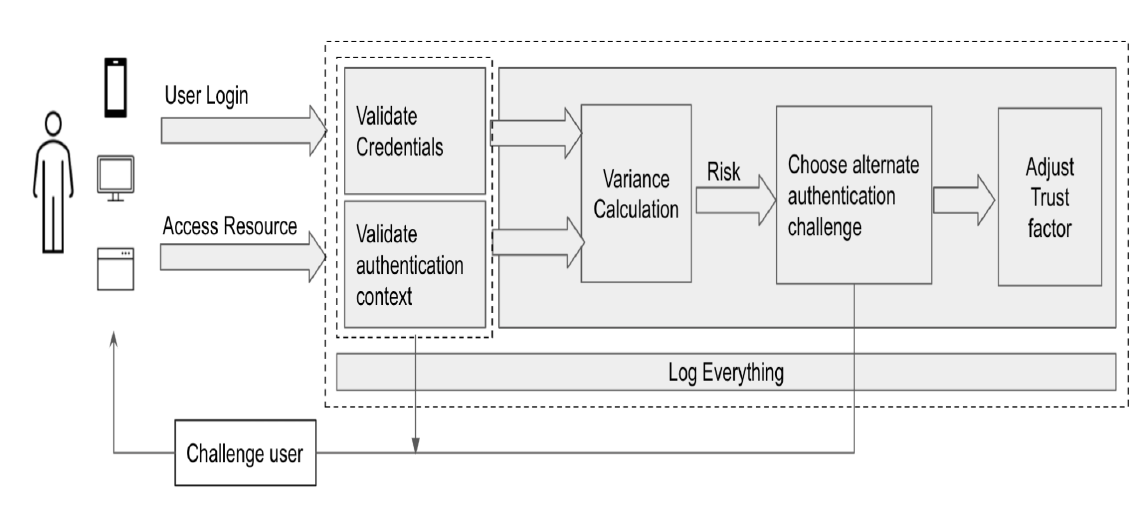 User Login
Access Resource
Validate
Credentials
Validate
authentication
context
Variance
Calculation
Risk
Choose alternate
authentication
challenge
Adjust
Trust
factor
Log Everything
Challenge user